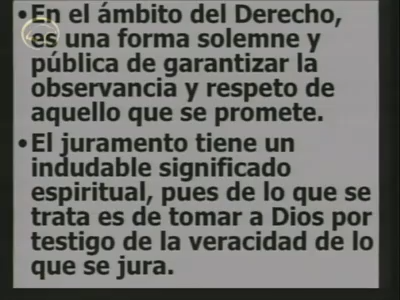 •En el ámbito del Derecho,
es una forma solemne y
pública de garantizar la
observancia y respeto de
aquello que se promete.
•El juramento tiene un
indudable significado
espiritual, pues de lo que se
trata es de tomar a Dios por
testigo de la veracidad de lo
que se jura.